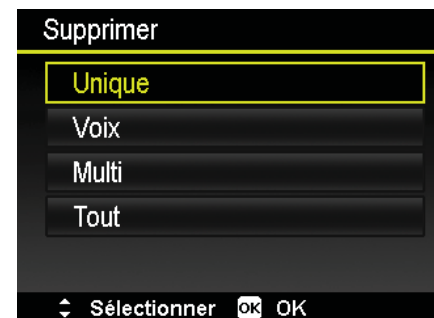 Supprimer
Unique
Voix
Multi
Tout
Sélectionner OK OK